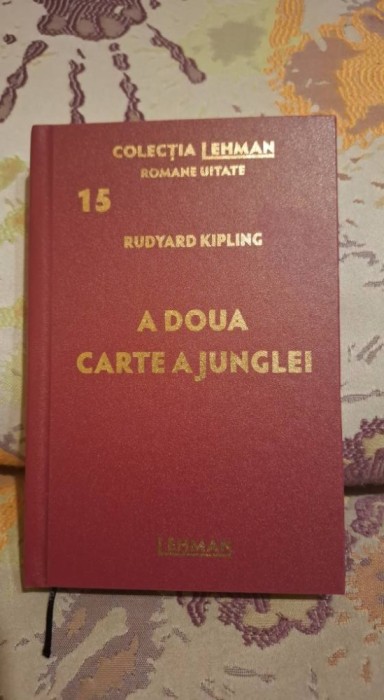 COLECȚIA LEHMAN
ROMANE UITATE
15
RUDYARD KIPLING
A DOUA
CARTE A JUNGLEI
LEHMAN